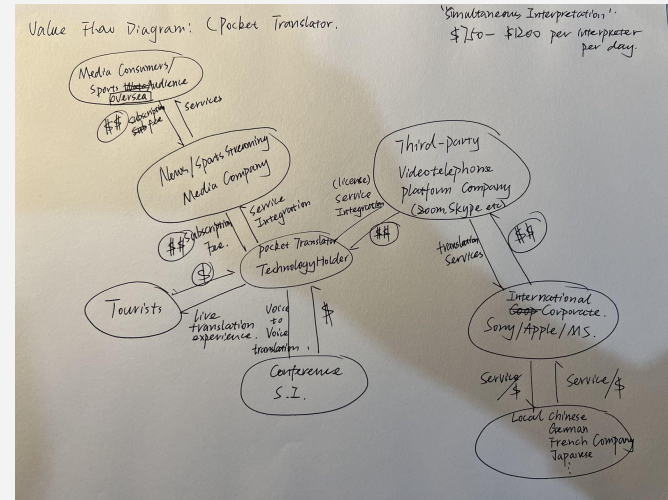 Value Flow Diagram: (Pocket Translator.
"Simultaneous Interpretation".
$750 - $1200 per interpreter
per day.
Media Consumers/
Sports Audience
oversea
$$
subscription
fee
services
News/Sports Streaming
Media Company
$$
subscription
Fee.
Service
Integration
Third-party
Videotelephone
platform Company
(zoom, Skype etc)
(license)
Service
Integration
$$
pocket Translator
Technology Holder
$
Tourists
Live
translation
experience.
Voice
to
Voice
translation.
$
Conference
S.I.
translation
Services
$$
International
Corporate.
Sony/Apple/MS.
Service
/$
Service/$
Local Chinese
German
French Company
Japanese
⋮